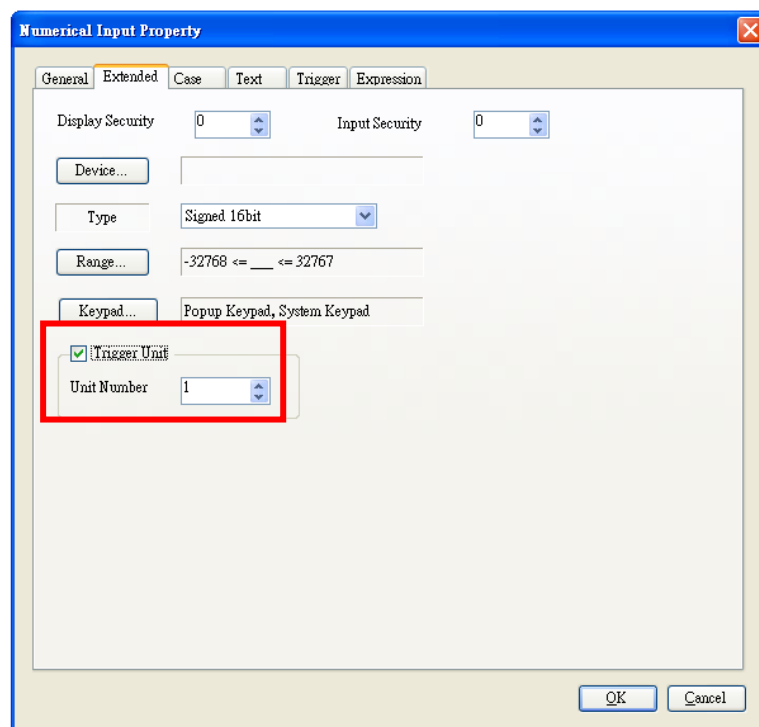 Numerical Input Property
General Extended Case Text Trigger Expression
Display Security 0 Input Security 0
Device...
Type Signed 16bit
Range... -32768 <= ___ <= 32767
Keypad... Popup Keypad, System Keypad
Trigger Unit
Unit Number 1
OK Cancel